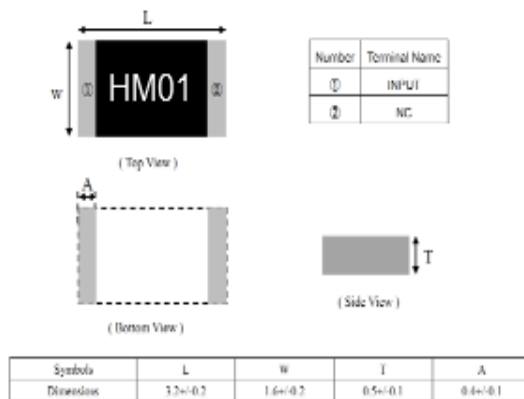 L
W
① HM01 ②
( Top View )
Number Terminal Name
① INPUT
② NC
A
( Bottom View )
T
( Side View )
Symbols L W T A
Dimensions 3.2+/-0.2 1.6+/-0.2 0.5+/-0.1 0.4+/-0.1